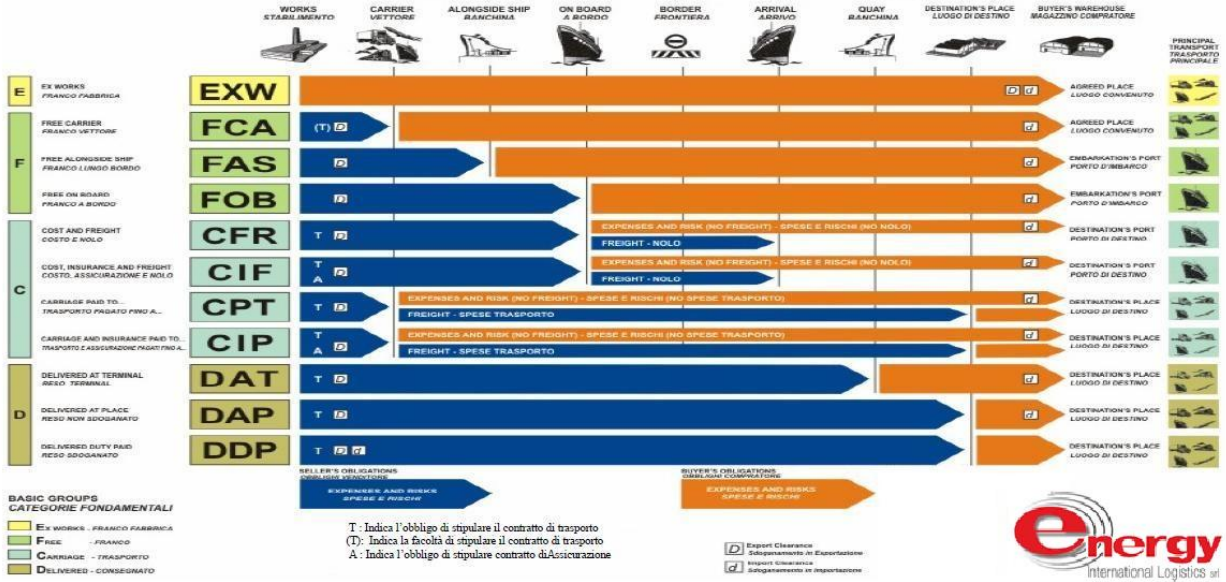 WORKS
STABILIMENTO
CARRIER
VETTORE
ALONGSIDE SHIP
BANCHINA
ON BOARD
A BORDO
BORDER
FRONTIERA
ARRIVAL
ARRIVO
QUAY
BANCHINA
DESTINATION'S PLACE
LUOGO DI DESTINO
BUYER'S WAREHOUSE
MAGAZZINO COMPRATORE
PRINCIPAL
TRANSPORT
TRASPORTO
PRINCIPALE
E
EX WORKS
FRANCO FABBRICA
EXW
D d
AGREED PLACE
LUOGO CONVENUTO
F
FREE CARRIER
FRANCO VETTORE
FCA
(T) D
d
AGREED PLACE
LUOGO CONVENUTO
FREE ALONGSIDE SHIP
FRANCO LUNGO BORDO
FAS
D
d
EMBARKATION'S PORT
PORTO D'IMBARCO
FREE ON BOARD
FRANCO A BORDO
FOB
D
d
EMBARKATION'S PORT
PORTO D'IMBARCO
C
COST AND FREIGHT
COSTO E NOLO
CFR
T D
EXPENSES AND RISK (NO FREIGHT) - SPESE E RISCHI (NO NOLO)
d
FREIGHT - NOLO
DESTINATION'S PORT
PORTO DI DESTINO
COST, INSURANCE AND FREIGHT
COSTO, ASSICURAZIONE E NOLO
CIF
T
A D
EXPENSES AND RISK (NO FREIGHT) - SPESE E RISCHI (NO NOLO)
d
FREIGHT - NOLO
DESTINATION'S PORT
PORTO DI DESTINO
CARRIAGE PAID TO...
TRASPORTO PAGATO FINO A...
CPT
T D
EXPENSES AND RISK (NO FREIGHT) - SPESE E RISCHI (NO SPESE TRASPORTO)
d
FREIGHT - SPESE TRASPORTO
DESTINATION'S PLACE
LUOGO DI DESTINO
CARRIAGE AND INSURANCE PAID TO...
TRASPORTO E ASSICURAZIONE PAGATI FINO A...
CIP
T
A D
EXPENSES AND RISK (NO FREIGHT) - SPESE E RISCHI (NO SPESE TRASPORTO)
d
FREIGHT - SPESE TRASPORTO
DESTINATION'S PLACE
LUOGO DI DESTINO
D
DELIVERED AT TERMINAL
RESO TERMINAL
DAT
T D
d
DESTINATION'S PLACE
LUOGO DI DESTINO
DELIVERED AT PLACE
RESO NON SDOGANATO
DAP
T D
d
DESTINATION'S PLACE
LUOGO DI DESTINO
DELIVERED DUTY PAID
RESO SDOGANATO
DDP
T D d
DESTINATION'S PLACE
LUOGO DI DESTINO
SELLER'S OBLIGATIONS
OBBLIGHI VENDITORE
EXPENSES AND RISKS
SPESE E RISCHI
BUYER'S OBLIGATIONS
OBBLIGHI COMPRATORE
EXPENSES AND RISKS
SPESE E RISCHI
BASIC GROUPS
CATEGORIE FONDAMENTALI
EX WORKS - FRANCO FABBRICA
FREE - FRANCO
CARRIAGE - TRASPORTO
DELIVERED - CONSEGNATO
T : Indica l'obbligo di stipulare il contratto di trasporto
(T): Indica la facoltà di stipulare il contratto di trasporto
A : Indica l'obbligo di stipulare contratto diAssicurazione
D Export Clearance
Sdoganamento in Esportazione
d Import Clearance
Sdoganamento in Importazione
energy
International Logistics srl